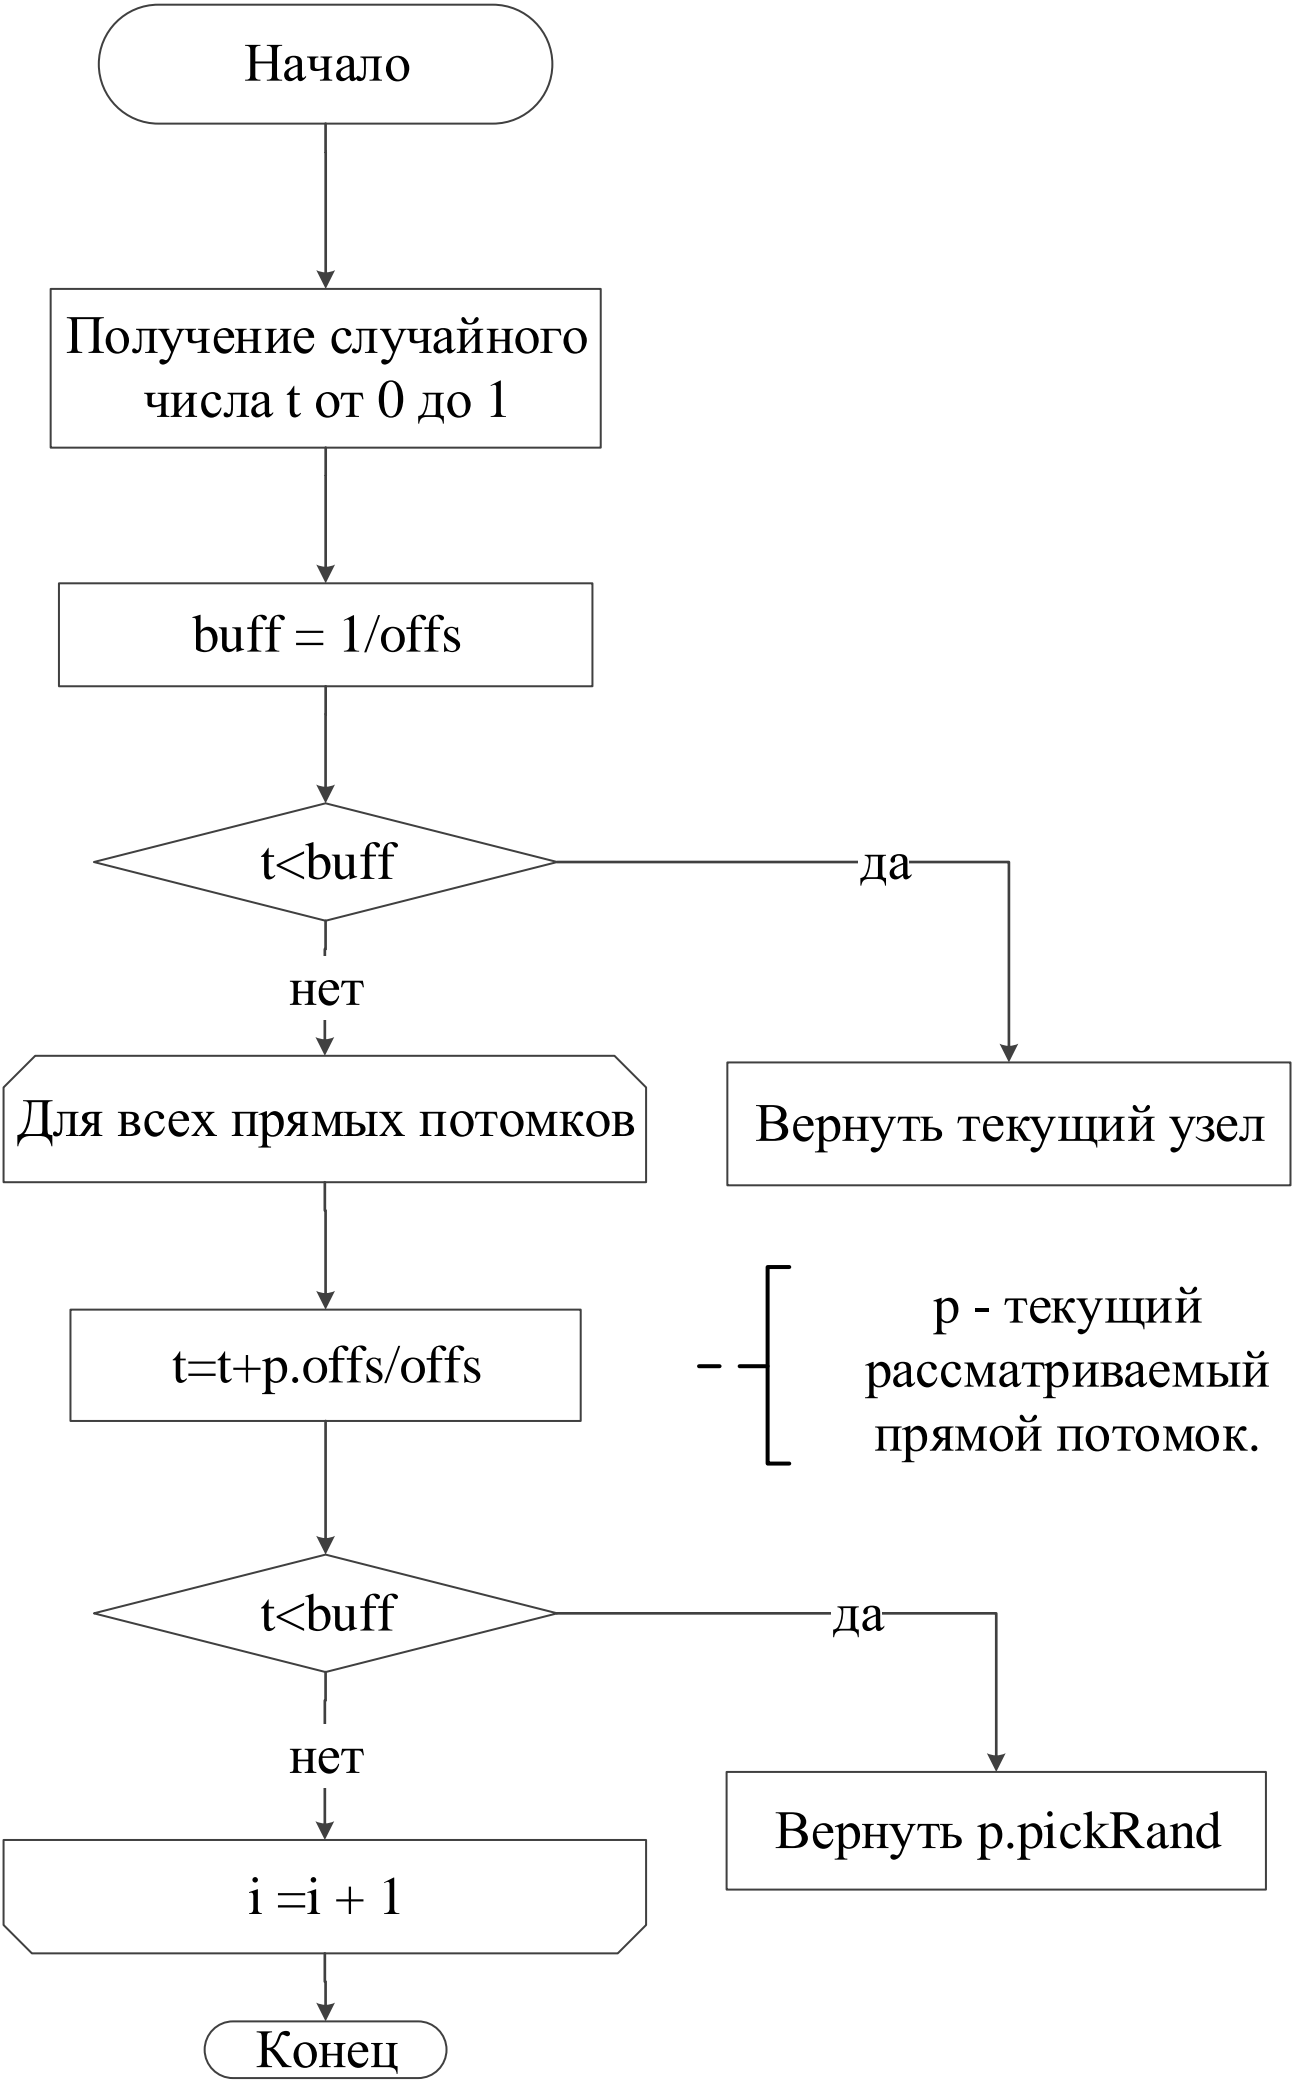 Начало
Получение случайного
числа t от 0 до 1
buff = 1/offs
t<buff
да
нет
Для всех прямых потомков
Вернуть текущий узел
t=t+p.offs/offs
p - текущий
рассматриваемый
прямой потомок.
t<buff
да
нет
Вернуть p.pickRand
i =i + 1
Конец